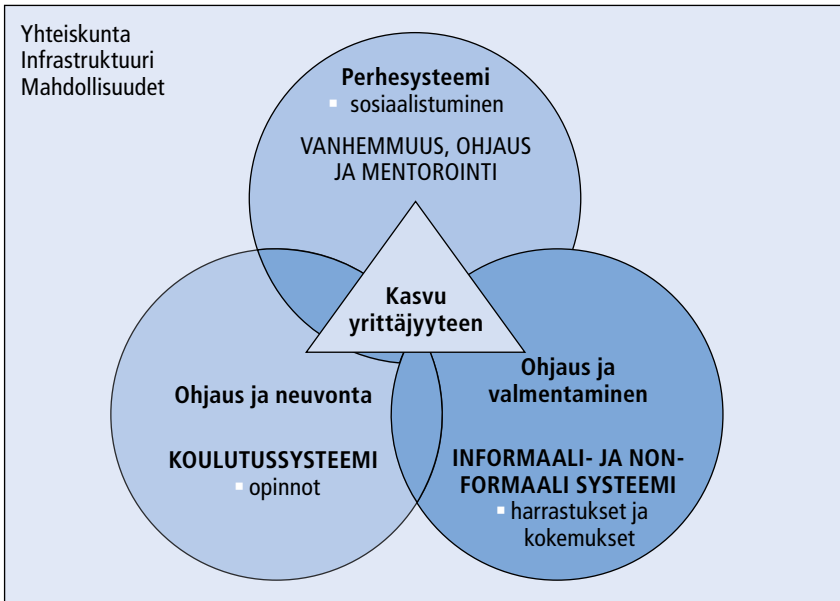 Yhteiskunta
Infrastruktuuri
Mahdollisuudet
Perhesysteemi
▪ sosiaalistuminen
VANHEMMUUS, OHJAUS
JA MENTOROINTI
Kasvu
yrittäjyyteen
Ohjaus ja neuvonta
KOULUTUSSYSTEEMI
▪ opinnot
Ohjaus ja
valmentaminen
INFORMAALI- JA NON-
FORMAALI SYSTEEMI
▪ harrastukset ja
kokemukset